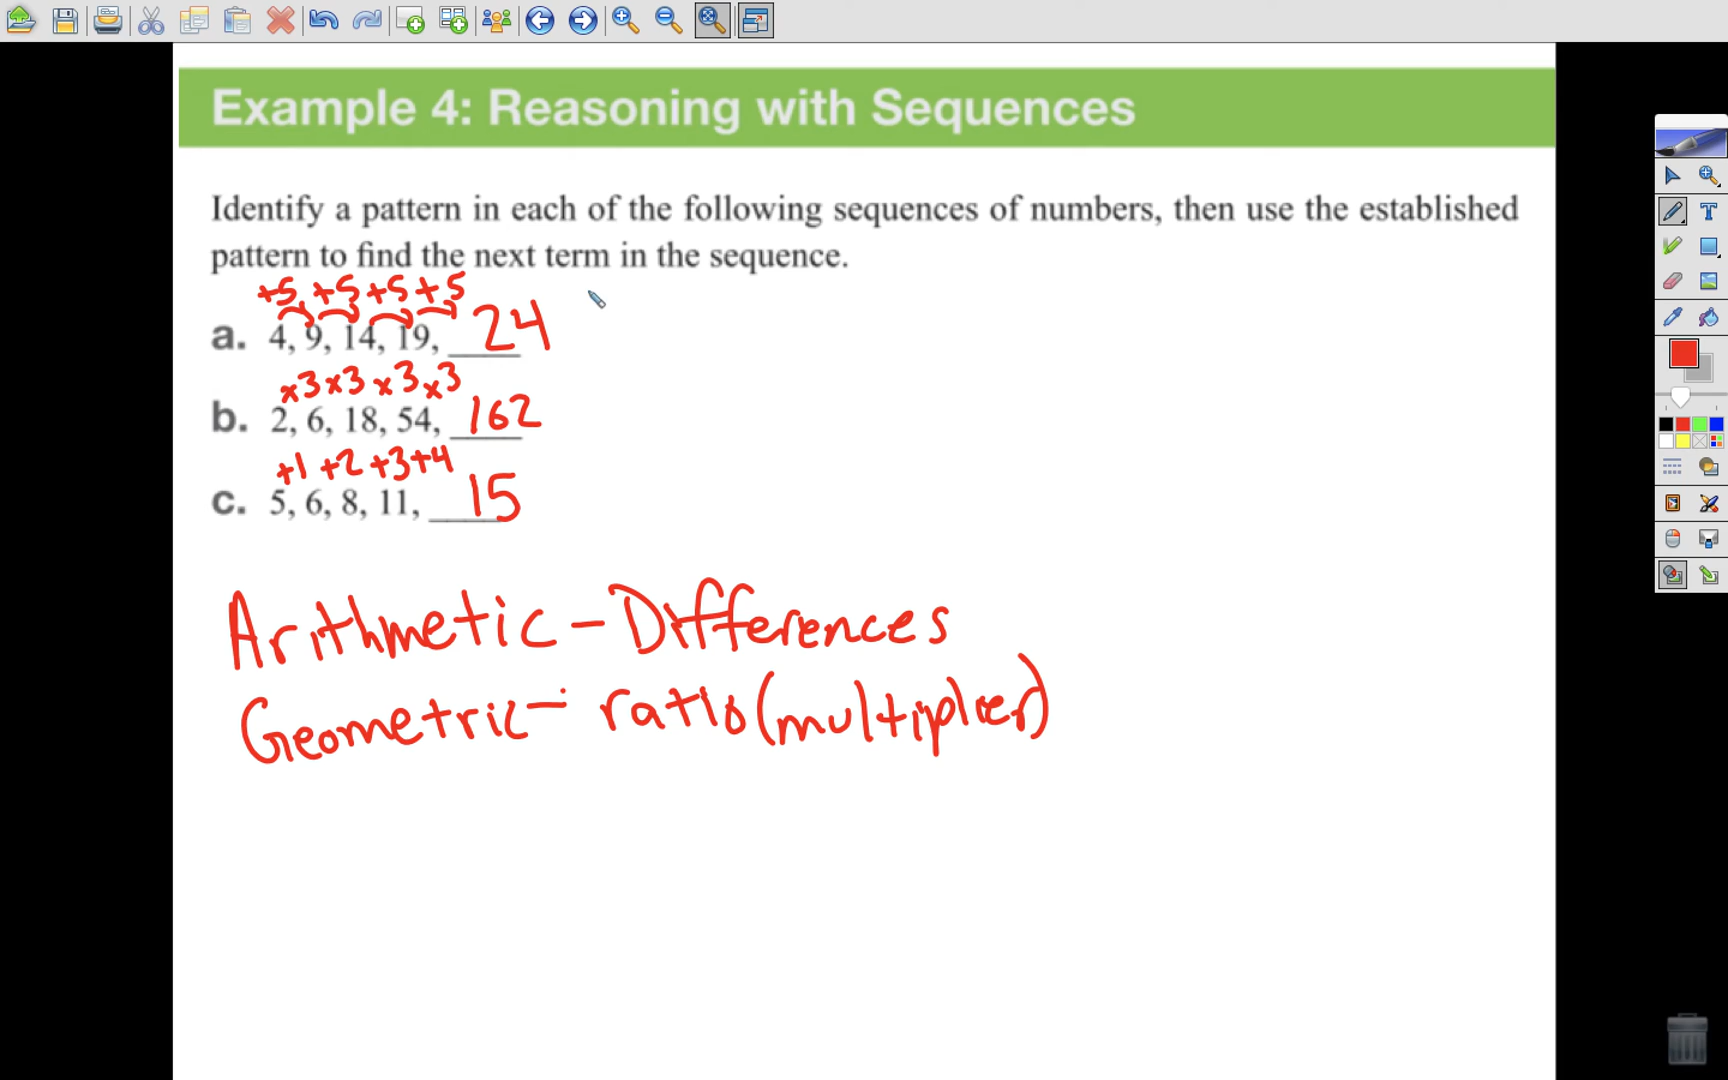 Example 4: Reasoning with Sequences
Identify a pattern in each of the following sequences of numbers, then use the established
pattern to find the next term in the sequence.
+5 +5 +5 +5
a. 4, 9, 14, 19, ____ 24
×3 ×3 ×3 ×3
b. 2, 6, 18, 54, ____ 162
+1 +2 +3 +4
c. 5, 6, 8, 11, ____ 15
Arithmetic - Differences
Geometric - ratio (multiplier)
T